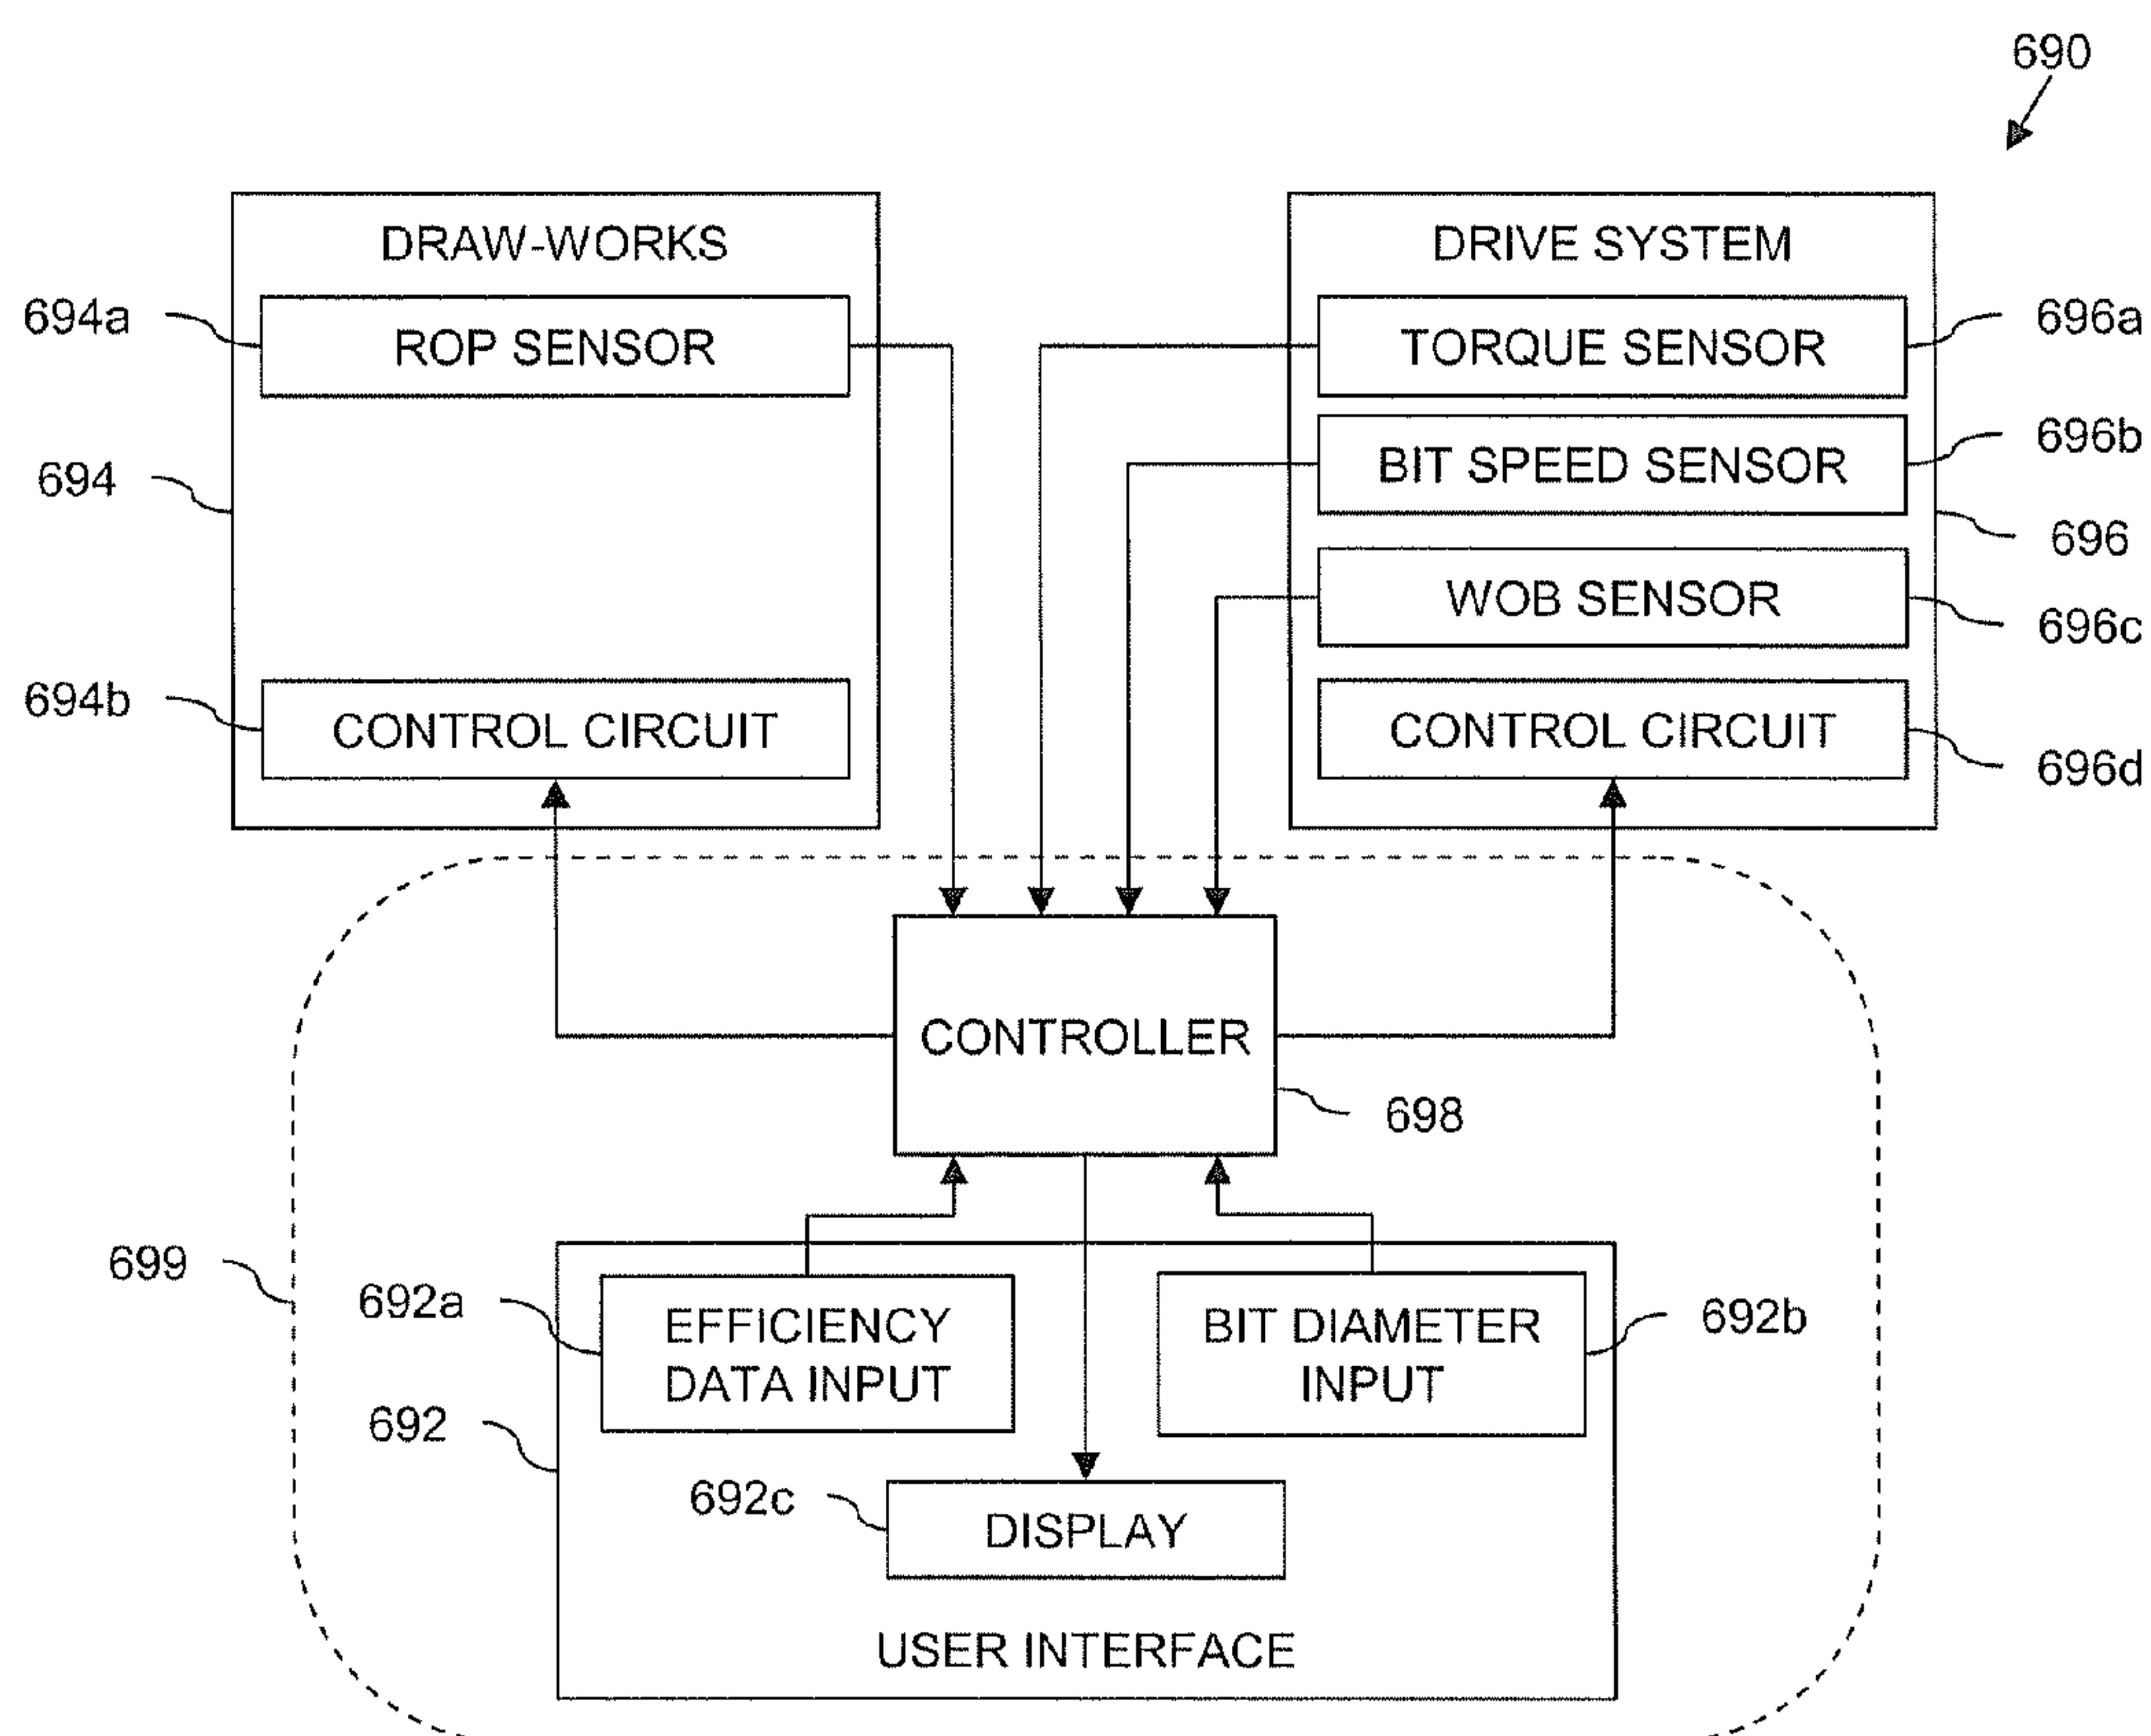 690
DRAW-WORKS
DRIVE SYSTEM
694a
ROP SENSOR
TORQUE SENSOR
696a
BIT SPEED SENSOR
696b
694
696
WOB SENSOR
696c
694b
CONTROL CIRCUIT
CONTROL CIRCUIT
696d
CONTROLLER
698
699
692a
EFFICIENCY
DATA INPUT
BIT DIAMETER
INPUT
692b
692
692c
DISPLAY
USER INTERFACE